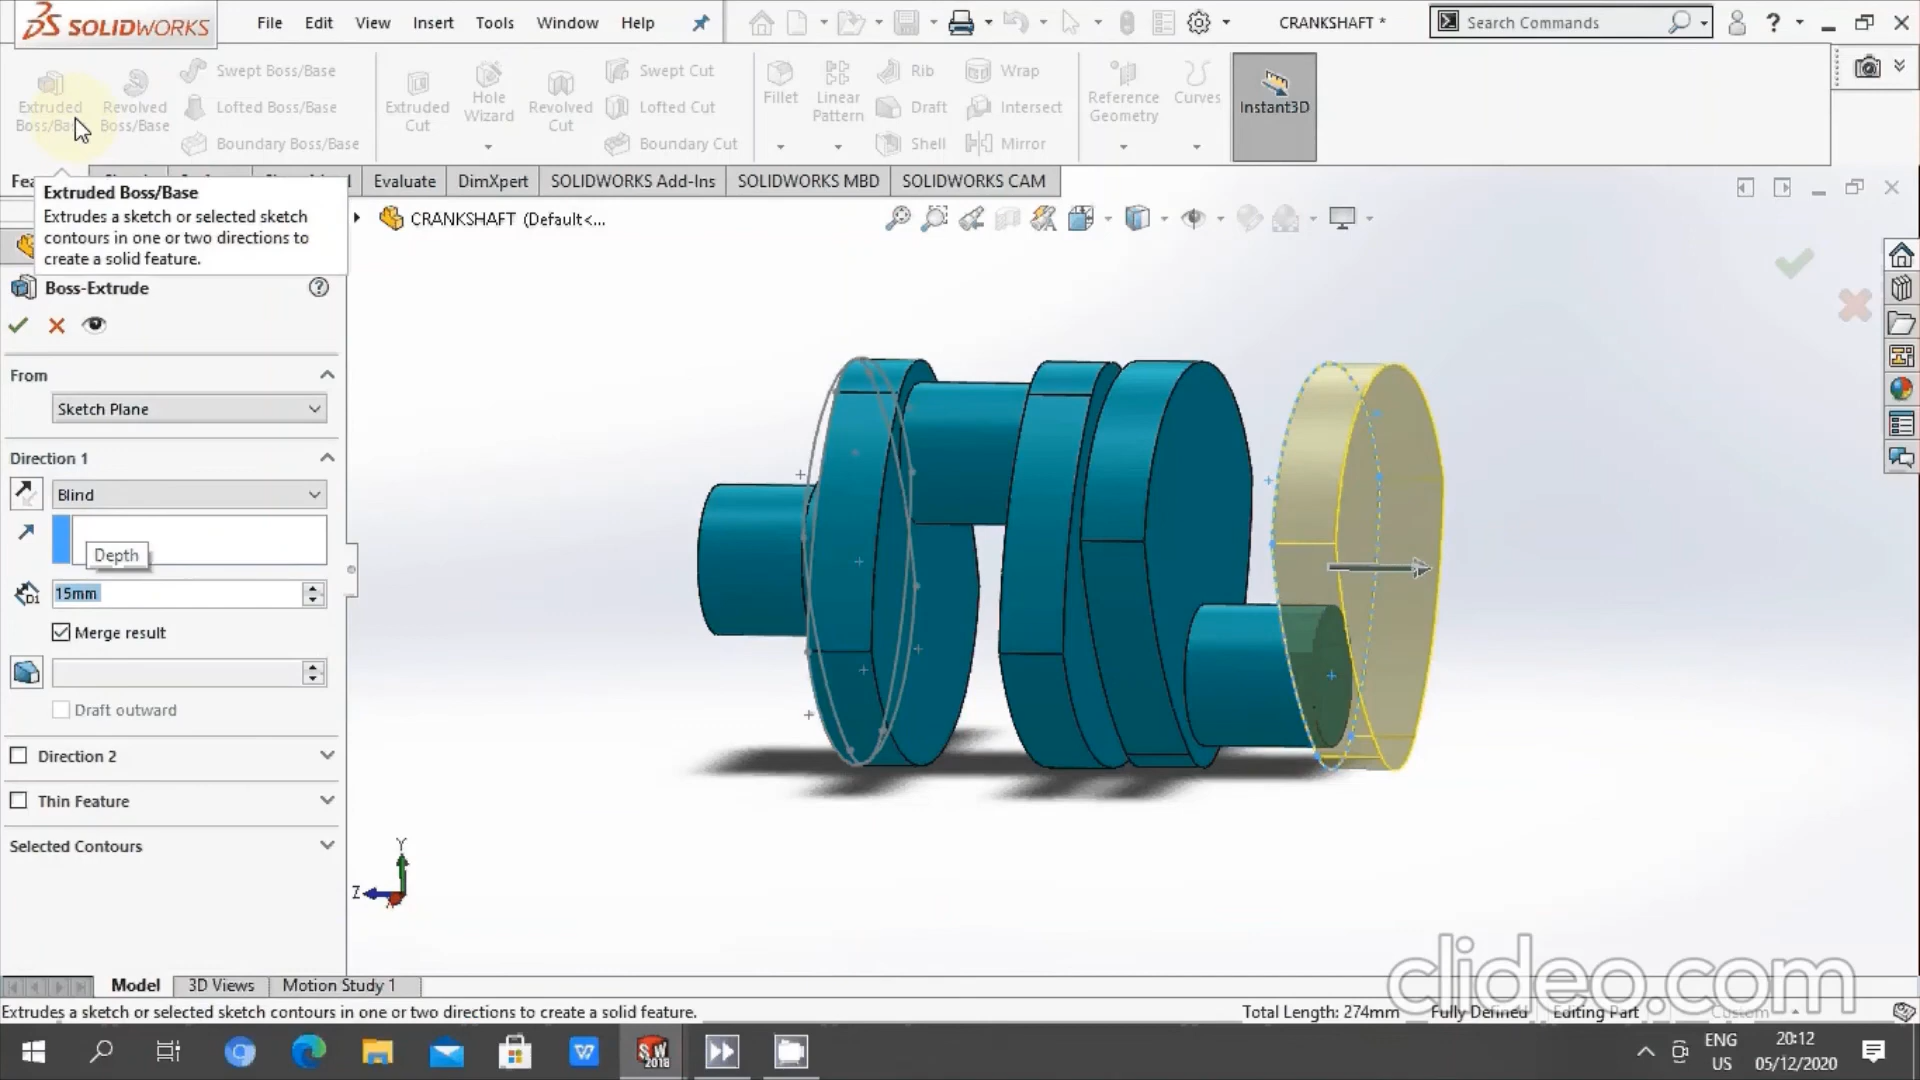 SOLIDWORKS
File Edit View Insert Tools Window Help
CRANKSHAFT *
Search Commands
?
Extruded Boss/Ba
Revolved Boss/Base
Swept Boss/Base
Lofted Boss/Base
Boundary Boss/Base
Extruded Cut
Hole Wizard
Revolved Cut
Swept Cut
Lofted Cut
Boundary Cut
Fillet
Linear Pattern
Rib
Draft
Shell
Wrap
Intersect
Mirror
Reference Geometry
Curves
Instant3D
Fea
Evaluate DimXpert SOLIDWORKS Add-Ins SOLIDWORKS MBD SOLIDWORKS CAM
Extruded Boss/Base
Extrudes a sketch or selected sketch
contours in one or two directions to
create a solid feature.
CRANKSHAFT (Default<...
Boss-Extrude
From
Sketch Plane
Direction 1
Blind
Depth
D1
15mm
Merge result
Draft outward
Direction 2
Thin Feature
Selected Contours
Y
Z
Model 3D Views Motion Study 1
clideo.com
Extrudes a sketch or selected sketch contours in one or two directions to create a solid feature.
Total Length: 274mm Fully Defined Editing Part Custom
SW 2018
ENG
US
20:12
05/12/2020